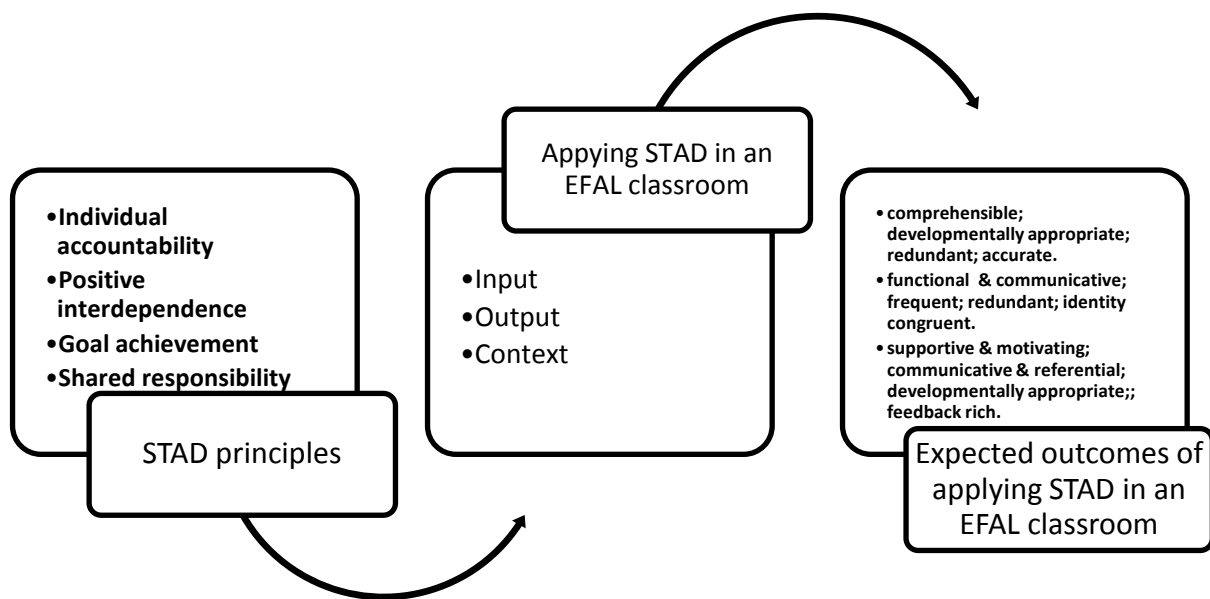 •Individual
accountability
•Positive
interdependence
•Goal achievement
•Shared responsibility
STAD principles
Appying STAD in an
EFAL classroom
•Input
•Output
•Context
•comprehensible;
developmentally appropriate;
redundant; accurate.
•functional & communicative;
frequent; redundant; identity
congruent.
•supportive & motivating;
communicative & referential;
developmentally appropriate;;
feedback rich.
Expected outcomes of
applying STAD in an
EFAL classroom